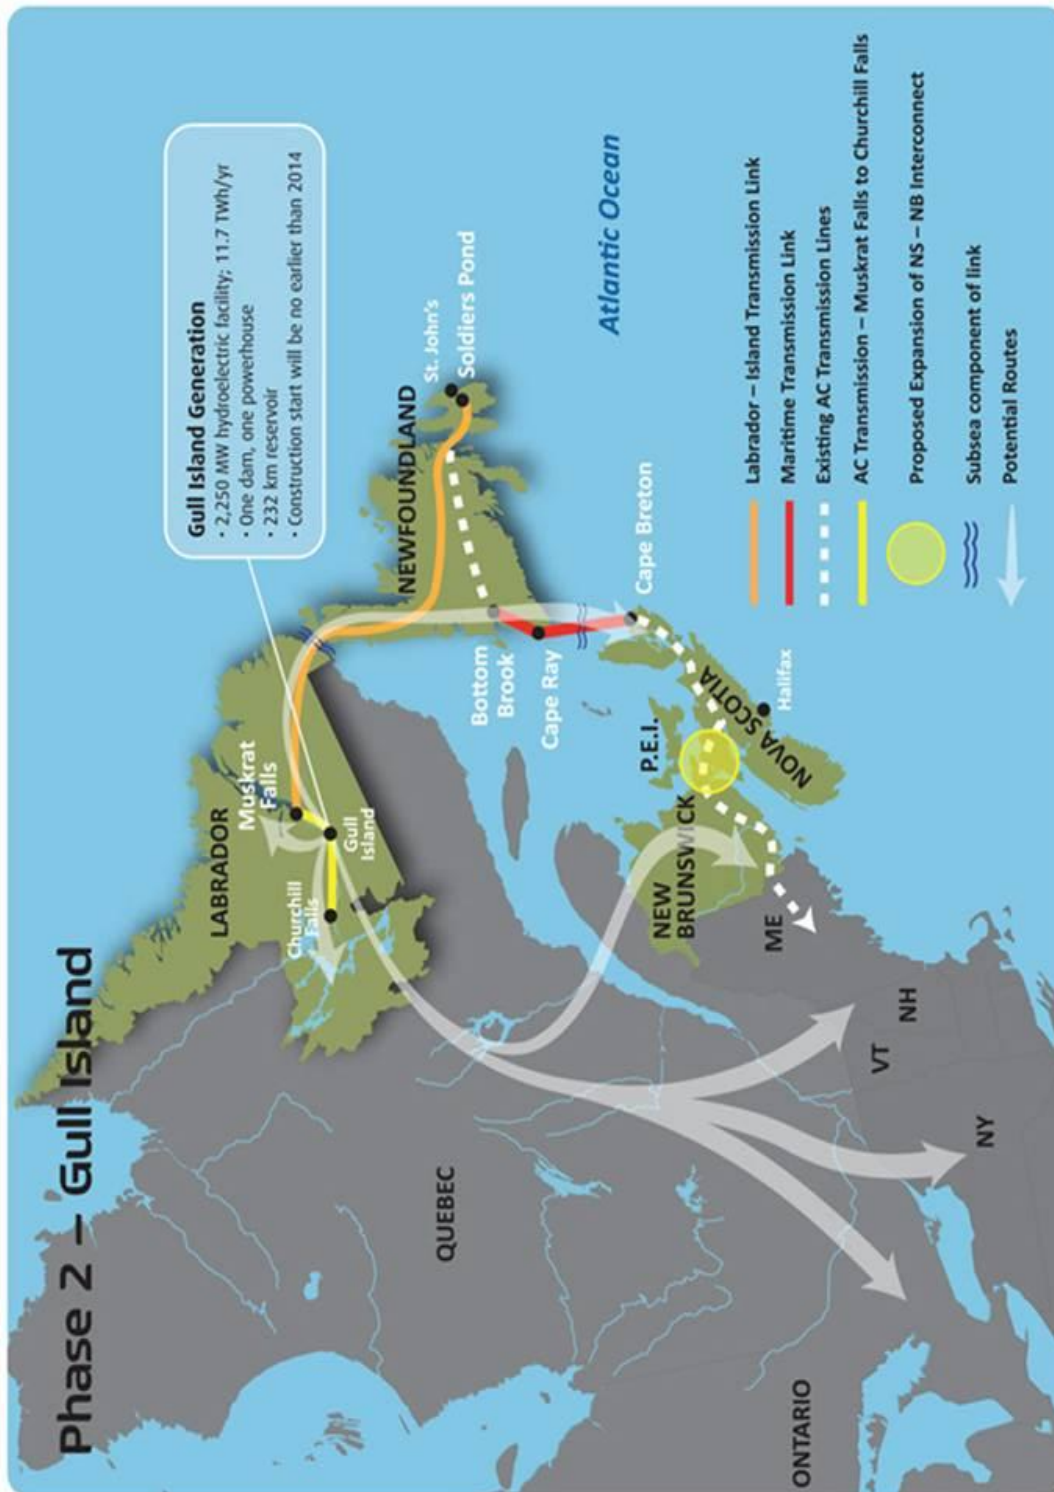 Phase 2 – Gull Island
Gull Island Generation
· 2,250 MW hydroelectric facility; 11.7 TWh/yr
· One dam, one powerhouse
· 232 km reservoir
· Construction start will be no earlier than 2014
LABRADOR
Muskrat
Falls
Churchill
Falls
Gull
Island
NEWFOUNDLAND
St. John's
Soldiers Pond
QUEBEC
Bottom
Brook
Cape Ray
Cape Breton
Atlantic Ocean
P.E.I.
NEW
BRUNSWICK
NOVA SCOTIA
Halifax
ME
VT
NH
NY
ONTARIO
Labrador – Island Transmission Link
Maritime Transmission Link
Existing AC Transmission Lines
AC Transmission – Muskrat Falls to Churchill Falls
Proposed Expansion of NS – NB Interconnect
Subsea component of link
Potential Routes